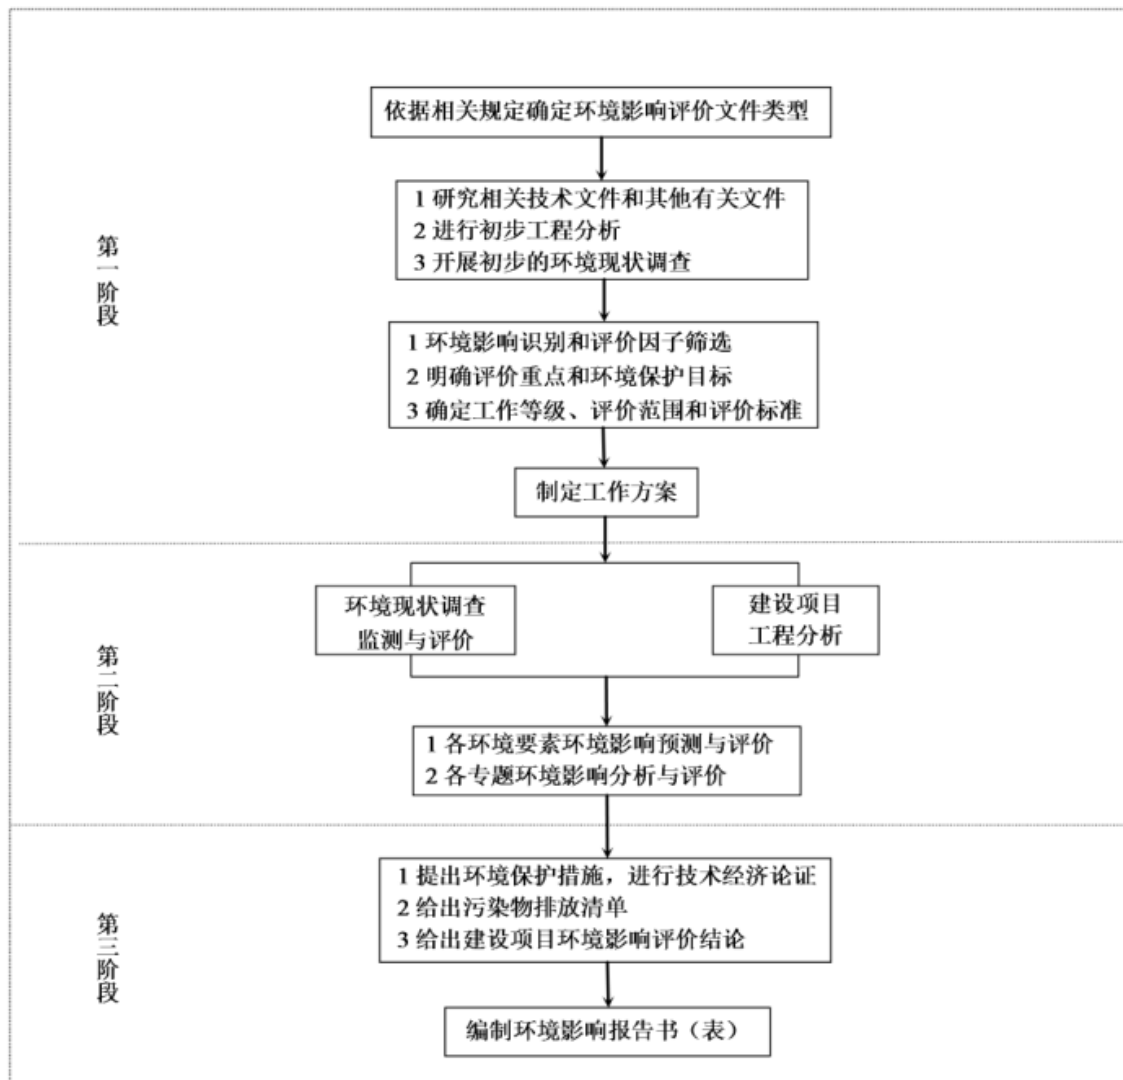 依据相关规定确定环境影响评价文件类型
1 研究相关技术文件和其他有关文件
2 进行初步工程分析
3 开展初步的环境现状调查
第一阶段
1 环境影响识别和评价因子筛选
2 明确评价重点和环境保护目标
3 确定工作等级、评价范围和评价标准
制定工作方案
环境现状调查
监测与评价
建设项目
工程分析
第二阶段
1 各环境要素环境影响预测与评价
2 各专题环境影响分析与评价
1 提出环境保护措施，进行技术经济论证
2 给出污染物排放清单
3 给出建设项目环境影响评价结论
第三阶段
编制环境影响报告书（表）